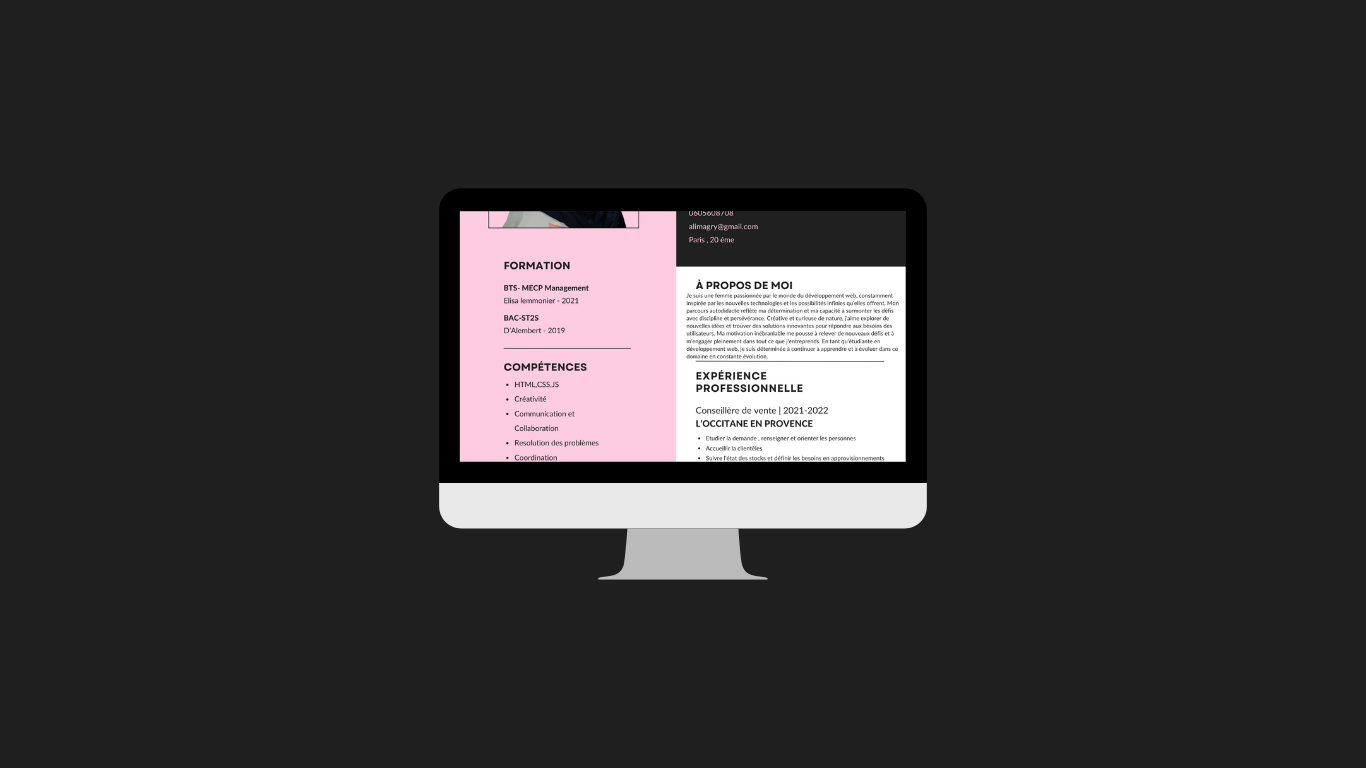 FORMATION
BTS- MECP Management
Elisa lemmonier - 2021
BAC-ST2S
D'Alembert - 2019
COMPÉTENCES
• HTML,CSS,JS
• Créativité
• Communication et
Collaboration
• Resolution des problèmes
• Coordination
0605608708
alimagry@gmail.com
Paris , 20 éme
À PROPOS DE MOI
Je suis une femme passionnée par le monde du développement web, constamment
inspirée par les nouvelles technologies et les possibilités infinies qu'elles offrent. Mon
parcours autodidacte reflète ma détermination et ma capacité à surmonter les défis
avec discipline et persévérance. Créative et curieuse de nature, j'aime explorer de
nouvelles idées et trouver des solutions innovantes pour répondre aux besoins des
utilisateurs. Ma motivation inébranlable me pousse à relever de nouveaux défis et à
m'engager pleinement dans tout ce que j'entreprends. En tant qu'étudiante en
développement web, je suis déterminée à continuer à apprendre et à évoluer dans ce
domaine en constante évolution.
EXPÉRIENCE
PROFESSIONNELLE
Conseillère de vente | 2021-2022
L'OCCITANE EN PROVENCE
• Etudier la demande , renseigner et orienter les personnes
• Accueillir la clientèles
• Suivre l'état des stocks et définir les besoins en approvisionnements